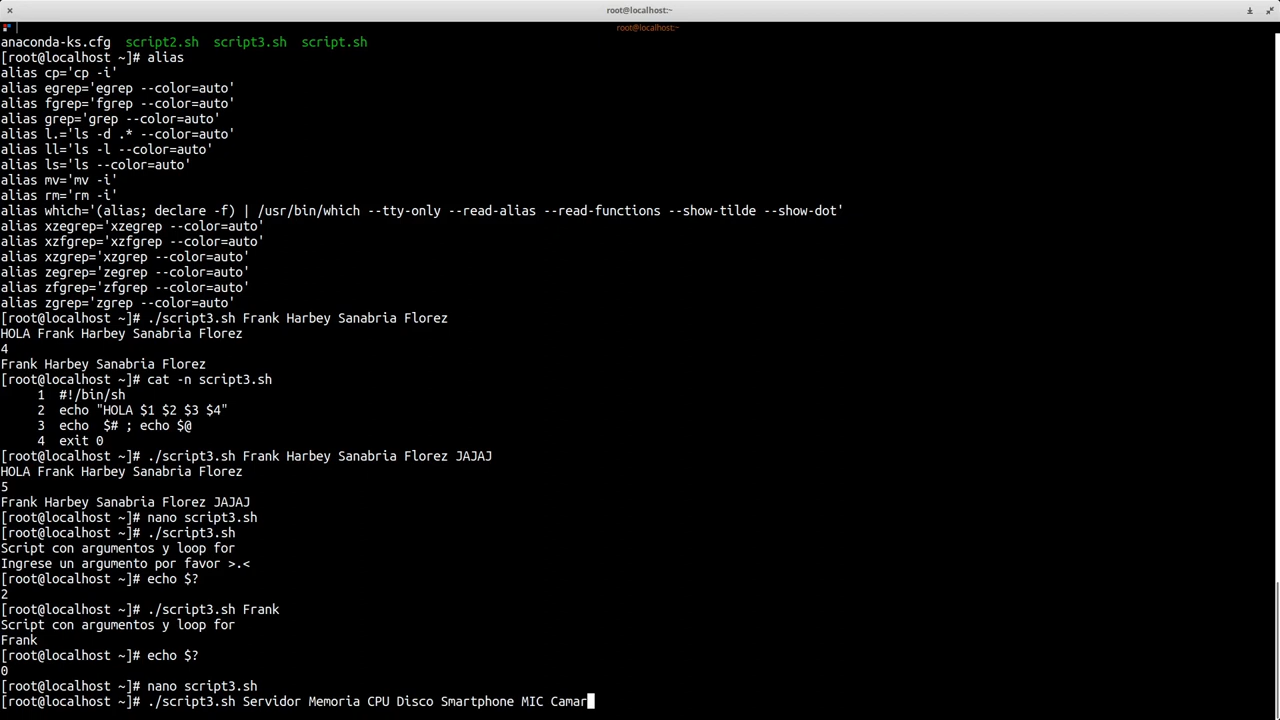 root@localhost:~
root@localhost:~
anaconda-ks.cfg  script2.sh  script3.sh  script.sh
[root@localhost ~]# alias
alias cp='cp -i'
alias egrep='egrep --color=auto'
alias fgrep='fgrep --color=auto'
alias grep='grep --color=auto'
alias l.='ls -d .* --color=auto'
alias ll='ls -l --color=auto'
alias ls='ls --color=auto'
alias mv='mv -i'
alias rm='rm -i'
alias which='(alias; declare -f) | /usr/bin/which --tty-only --read-alias --read-functions --show-tilde --show-dot'
alias xzegrep='xzegrep --color=auto'
alias xzfgrep='xzfgrep --color=auto'
alias xzgrep='xzgrep --color=auto'
alias zegrep='zegrep --color=auto'
alias zfgrep='zfgrep --color=auto'
alias zgrep='zgrep --color=auto'
[root@localhost ~]# ./script3.sh Frank Harbey Sanabria Florez
HOLA Frank Harbey Sanabria Florez
4
Frank Harbey Sanabria Florez
[root@localhost ~]# cat -n script3.sh
     1  #!/bin/sh
     2  echo "HOLA $1 $2 $3 $4"
     3  echo  $# ; echo $@
     4  exit 0
[root@localhost ~]# ./script3.sh Frank Harbey Sanabria Florez JAJAJ
HOLA Frank Harbey Sanabria Florez
5
Frank Harbey Sanabria Florez JAJAJ
[root@localhost ~]# nano script3.sh
[root@localhost ~]# ./script3.sh
Script con argumentos y loop for
Ingrese un argumento por favor >.<
[root@localhost ~]# echo $?
2
[root@localhost ~]# ./script3.sh Frank
Script con argumentos y loop for
Frank
[root@localhost ~]# echo $?
0
[root@localhost ~]# nano script3.sh
[root@localhost ~]# ./script3.sh Servidor Memoria CPU Disco Smartphone MIC Camar